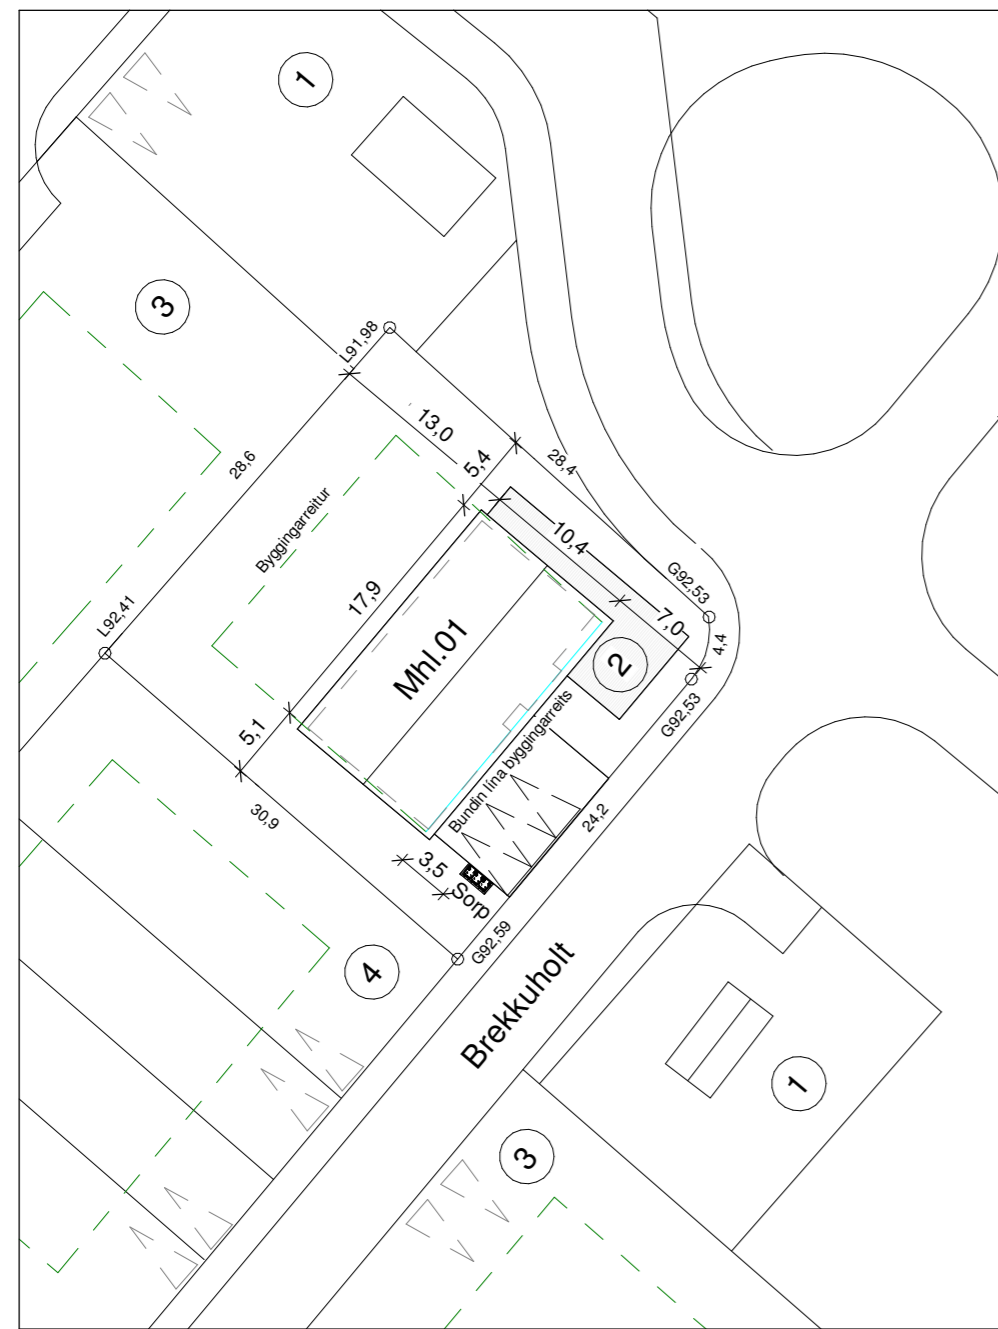 1
3
L91,98
13,0
5,4
28,4
28,6
Byggingarreitur
10,4
G92,53
L92,41
17,9
7,0
4,4
Mhl.01
2
G92,53
5,1
Bundin lína byggingarreits
30,9
24,2
3,5
Sorp
G92,59
4
Brekkuholt
1
3